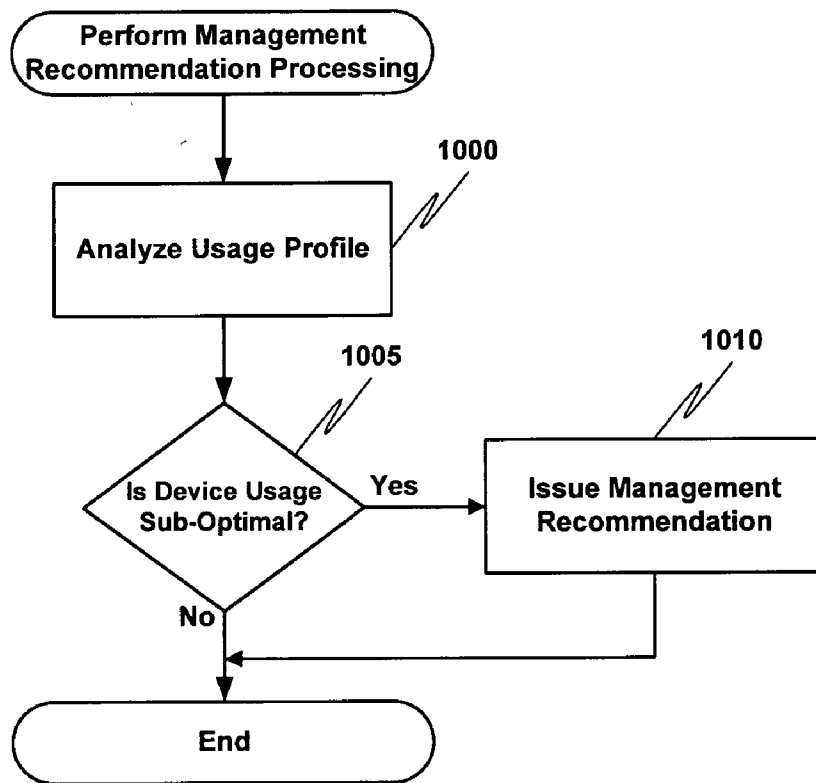 Perform Management
Recommendation Processing
1000
Analyze Usage Profile
1005
1010
Is Device Usage
Sub-Optimal?
Yes
Issue Management
Recommendation
No
End